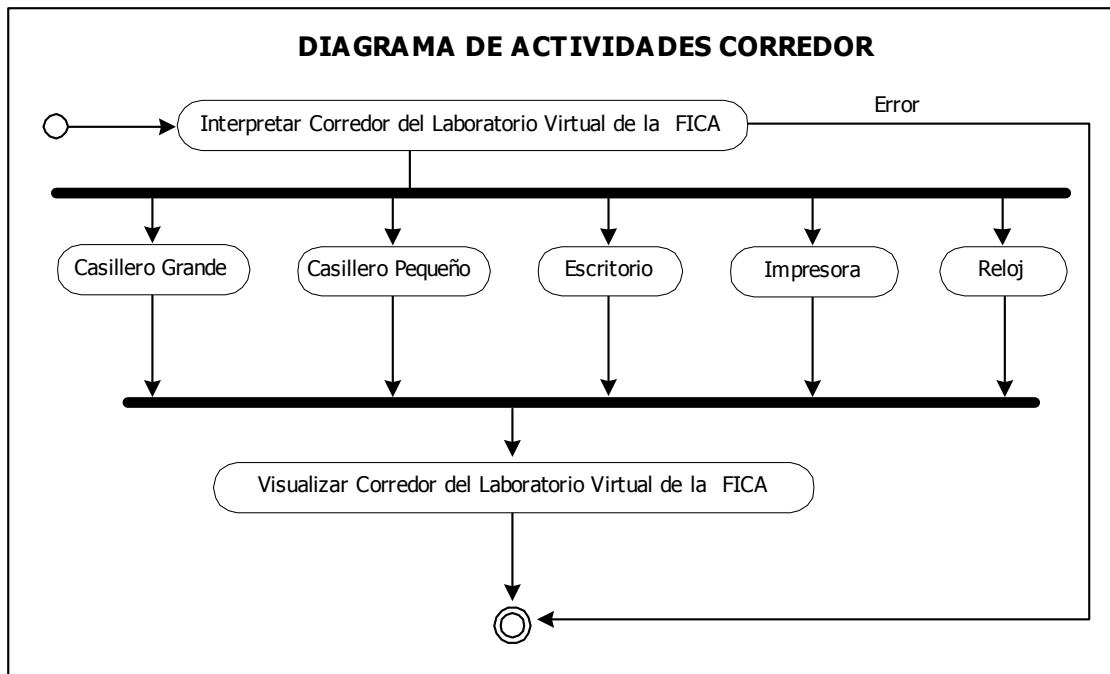 DIAGRAMA DE ACTIVIDADES CORREDOR
Error
Interpretar Corredor del Laboratorio Virtual de la FICA
Casillero Grande
Casillero Pequeño
Escritorio
Impresora
Reloj
Visualizar Corredor del Laboratorio Virtual de la FICA